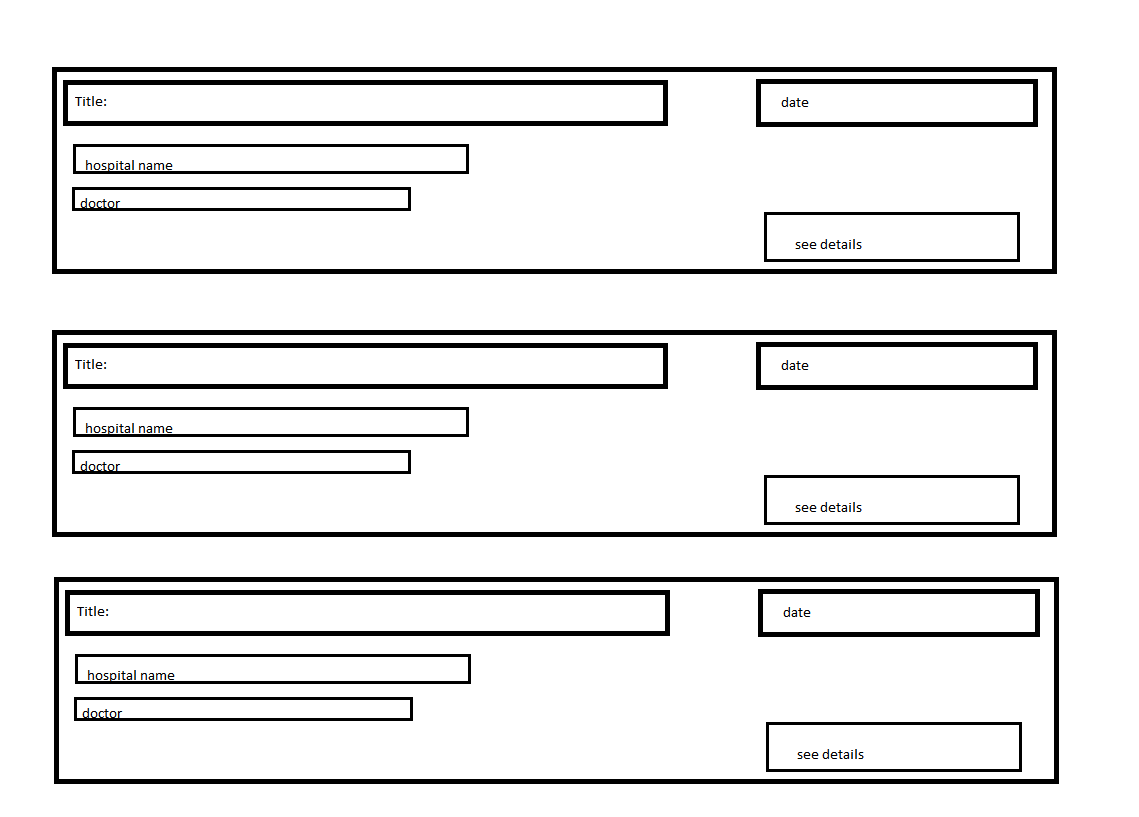 Title:
date
hospital name
doctor
see details
Title:
date
hospital name
doctor
see details
Title:
date
hospital name
doctor
see details